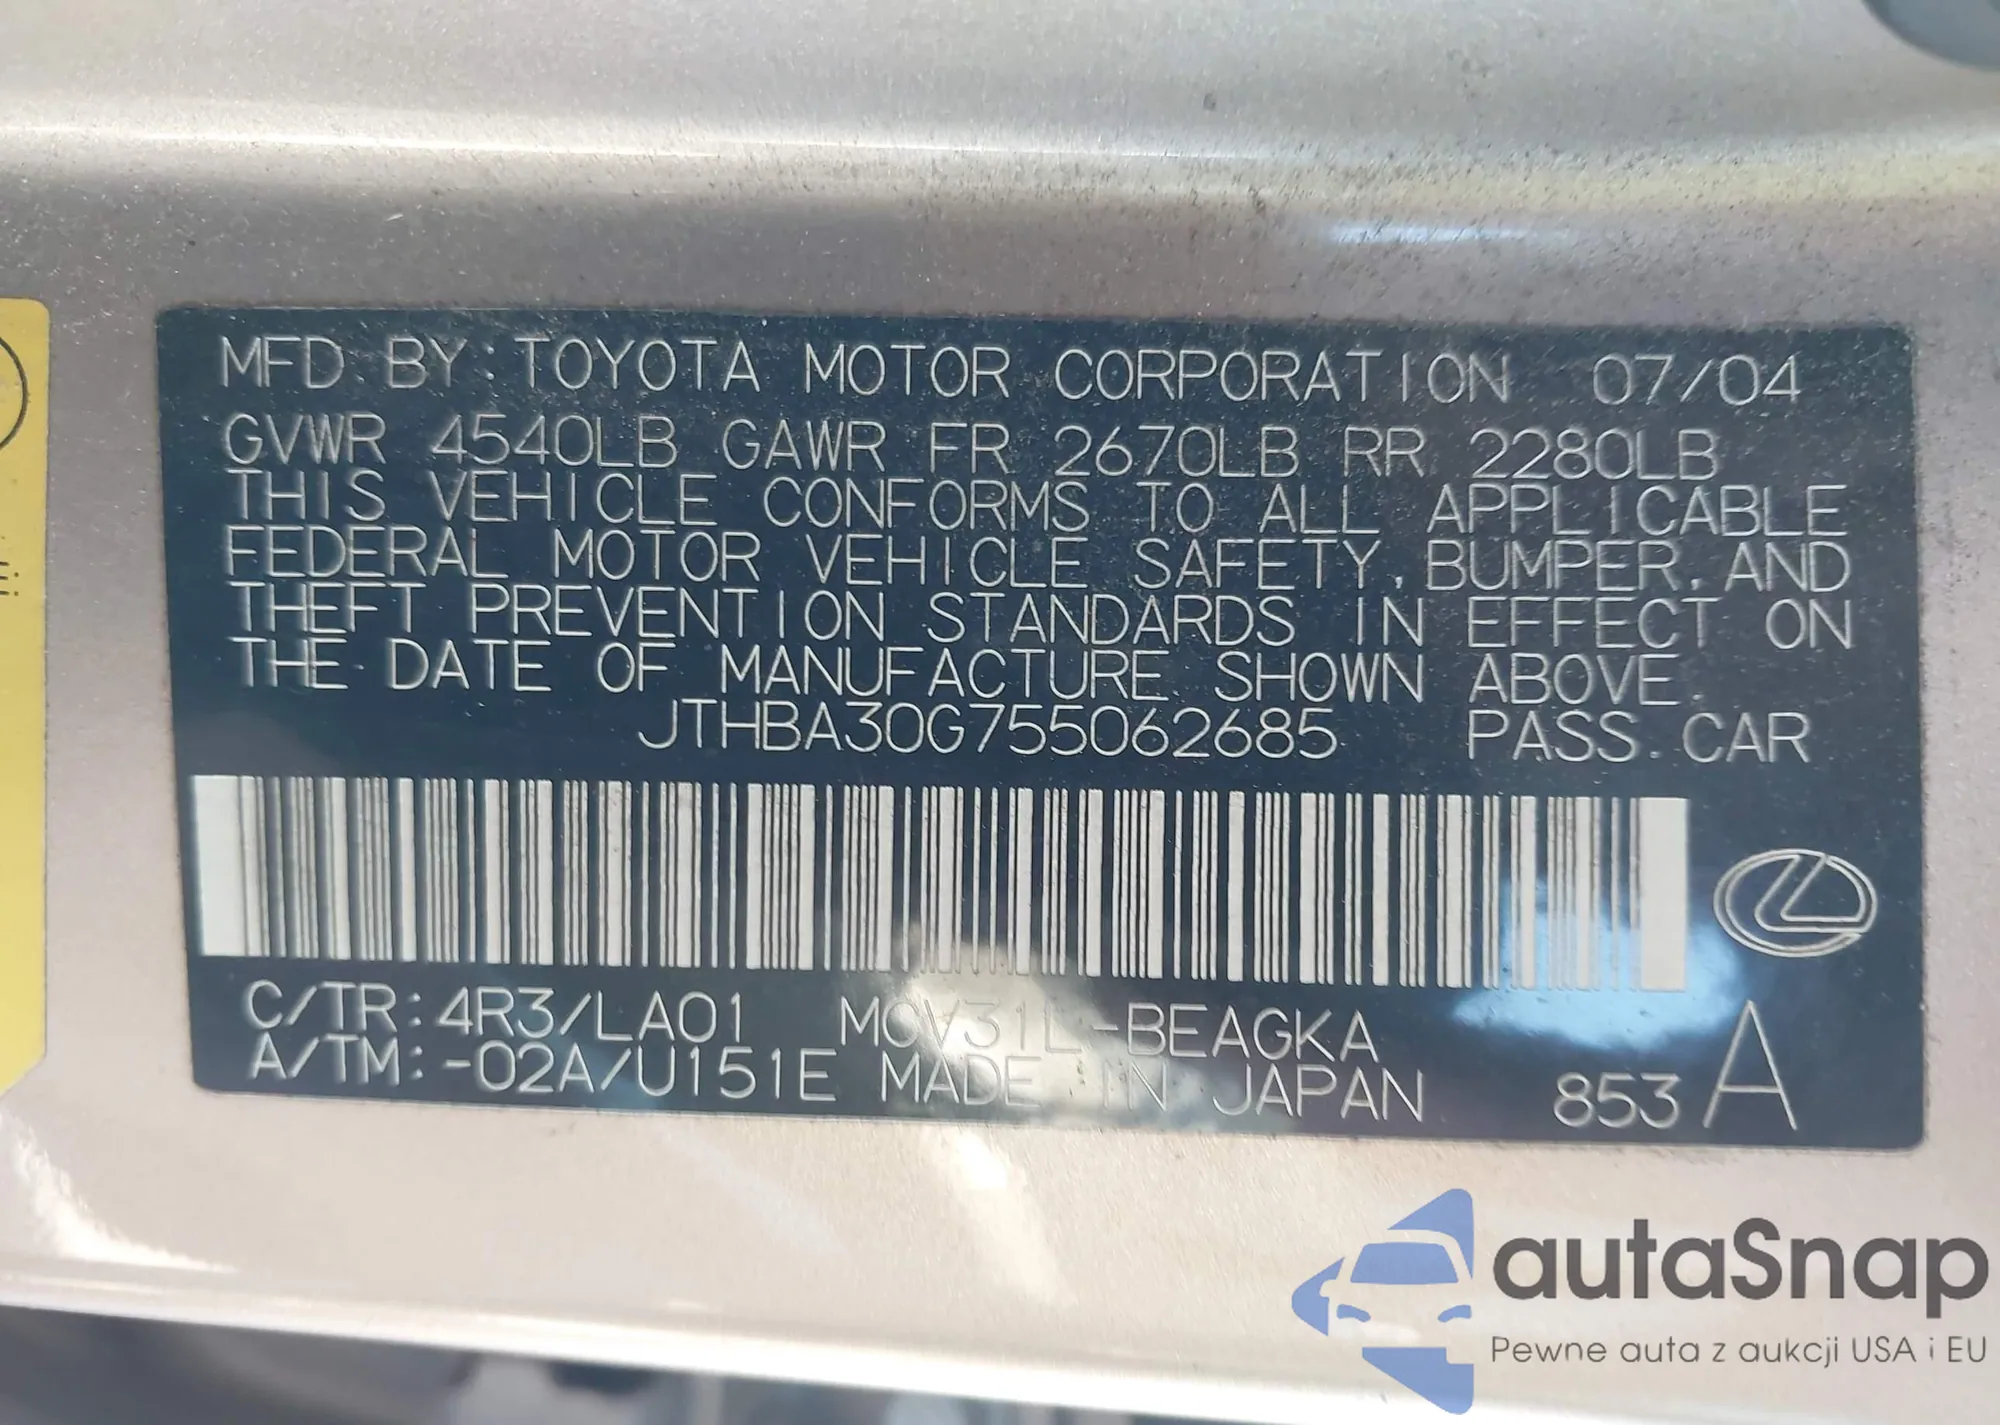 MFD. BY: TOYOTA MOTOR CORPORATION 07/04
GVWR 4540LB GAWR FR 2670LB RR 2280LB
THIS VEHICLE CONFORMS TO ALL APPLICABLE
FEDERAL MOTOR VEHICLE SAFETY, BUMPER, AND
THEFT PREVENTION STANDARDS IN EFFECT ON
THE DATE OF MANUFACTURE SHOWN ABOVE.
JTHBA30G755062685 PASS. CAR
C/TR: 4R3/LA01 MCV31L-BEAGKA
A/TM: -02A/U151E MADE IN JAPAN 853 A
autaSnap
Pewne auta z aukcji USA i EU